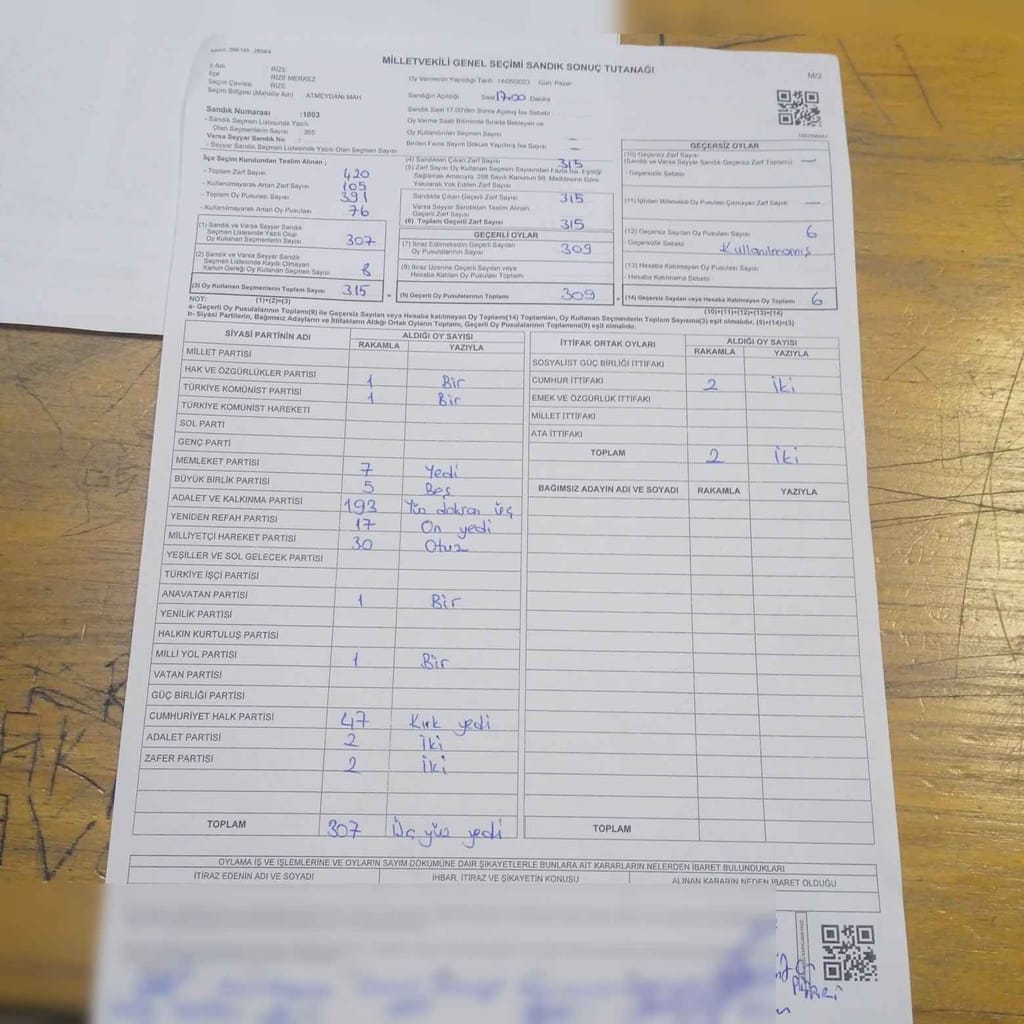 MİLLETVEKİLİ GENEL SEÇİMİ SANDIK SONUÇ TUTANAĞI
M/2
İl Adı : RİZE
İlçe : RİZE MERKEZ
Seçim Çevresi : RİZE
Seçim Bölgesi (Mahalle Adı) : ATMEYDANI MAH
Oy Vermenin Yapıldığı Tarih : 14/05/2023 Gün: Pazar
Sandığın Açıldığı Saat 17.00 Dakika
Sandık Saat 17.00'den Sonra Açılmış İse Sebebi
Oy Verme Saati Bitiminde Sırada Bekleyen ve
Oy Kullandırılan Seçmen Sayısı —
Birden Fazla Sayım Döküm Yapılmış İse Sayısı —
Sandık Numarası : 1003
- Sandık Seçmen Listesinde Yazılı
Olan Seçmenlerin Sayısı : 365
Varsa Seyyar Sandık No :
- Seyyar Sandık Seçmen Listesinde Yazılı Olan Seçmen Sayısı
İlçe Seçim Kurulundan Teslim Alınan ;
- Toplam Zarf Sayısı 420
- Kullanılmayarak Artan Zarf Sayısı 105
- Toplam Oy Pusulası Sayısı 391
- Kullanılmayarak Artan Oy Pusulası 76
(1) Sandık ve Varsa Seyyar Sandık
Seçmen Listesinde Yazılı Olup
Oy Kullanan Seçmenlerin Sayısı 307
(2) Sandık ve Varsa Seyyar Sandık
Seçmen Listesinde Kaydı Olmayan
Kanun Gereği Oy Kullanan Seçmen Sayısı 8
(3) Oy Kullanan Seçmenlerin Toplam Sayısı 315
(1)+(2)=(3)
(4) Sandıktan Çıkan Zarf Sayısı 315
(5) Zarf Sayısı Oy Kullanan Seçmen Sayısından Fazla İse, Eşitliği
Sağlamak Amacıyla, 298 Sayılı Kanunun 98. Maddesine Göre
Yakılarak Yok Edilen Zarf Sayısı
Sandıkta Çıkan Geçerli Zarf Sayısı 315
Varsa Seyyar Sandıktan Teslim Alınan
Geçerli Zarf Sayısı
(6) Toplam Geçerli Zarf Sayısı 315
GEÇERLİ OYLAR
(7) İtiraz Edilmeksizin Geçerli Sayılan
Oy Pusulalarının Sayısı 309
(8) İtiraz Üzerine Geçerli Sayılan veya
Hesaba Katılan Oy Pusulası Toplamı
(9) Geçerli Oy Pusulalarının Toplamı 309
GEÇERSİZ OYLAR
(10) Geçersiz Zarf Sayısı
(Sandık ve Varsa Seyyar Sandık Geçersiz Zarf Toplamı) —
- Geçersizlik Sebebi
(11) İçinden Milletvekili Oy Pusulası Çıkmayan Zarf Sayısı —
(12) Geçersiz Sayılan Oy Pusulası Sayısı 6
- Geçersizlik Sebebi Kullanılmamış
(13) Hesaba Katılmayan Oy Pusulası Sayısı
- Hesaba Katılmama Sebebi
(14) Geçersiz Sayılan veya Hesaba Katılmayan Oy Toplamı 6
(10)+(11)+(12)+(13)=(14)
NOT:
a- Geçerli Oy Pusulalarının Toplamı(9) ile Geçersiz Sayılan veya Hesaba Katılmayan Oy Toplamı(14) Toplamları, Oy Kullanan Seçmenlerin Toplam Sayısına(3) eşit olmalıdır. (9)+(14)=(3)
b- Siyasi Partilerin, Bağımsız Adayların ve İttifakların Aldığı Ortak Oyların Toplamı, Geçerli Oy Pusulalarının Toplamına(9) eşit olmalıdır.
SİYASİ PARTİNİN ADI ALDIĞI OY SAYISI
RAKAMLA YAZIYLA
MİLLET PARTİSİ
HAK VE ÖZGÜRLÜKLER PARTİSİ 1 Bir
TÜRKİYE KOMÜNİST PARTİSİ 1 Bir
TÜRKİYE KOMÜNİST HAREKETİ
SOL PARTİ
GENÇ PARTİ
MEMLEKET PARTİSİ 7 Yedi
BÜYÜK BİRLİK PARTİSİ 5 Beş
ADALET VE KALKINMA PARTİSİ 193 Yüz doksan üç
YENİDEN REFAH PARTİSİ 17 On yedi
MİLLİYETÇİ HAREKET PARTİSİ 30 Otuz
YEŞİLLER VE SOL GELECEK PARTİSİ
TÜRKİYE İŞÇİ PARTİSİ
ANAVATAN PARTİSİ 1 Bir
YENİLİK PARTİSİ
HALKIN KURTULUŞ PARTİSİ
MİLLİ YOL PARTİSİ 1 Bir
VATAN PARTİSİ
GÜÇ BİRLİĞİ PARTİSİ
CUMHURİYET HALK PARTİSİ 47 Kırk yedi
ADALET PARTİSİ 2 İki
ZAFER PARTİSİ 2 İki
TOPLAM 307 Üç yüz yedi
İTTİFAK ORTAK OYLARI ALDIĞI OY SAYISI
RAKAMLA YAZIYLA
SOSYALİST GÜÇ BİRLİĞİ İTTİFAKI
CUMHUR İTTİFAKI 2 İki
EMEK VE ÖZGÜRLÜK İTTİFAKI
MİLLET İTTİFAKI
ATA İTTİFAKI
TOPLAM 2 İki
BAĞIMSIZ ADAYIN ADI VE SOYADI RAKAMLA YAZIYLA
TOPLAM
OYLAMA İŞ VE İŞLEMLERİNE VE OYLARIN SAYIM DÖKÜMÜNE DAİR ŞİKAYETLERLE BUNLARA AİT KARARLARIN NELERDEN İBARET BULUNDUKLARI
İTİRAZ EDENİN ADI VE SOYADI İHBAR, İTİRAZ VE ŞİKAYETİN KONUSU ALINAN KARARIN NEDEN İBARET OLDUĞU